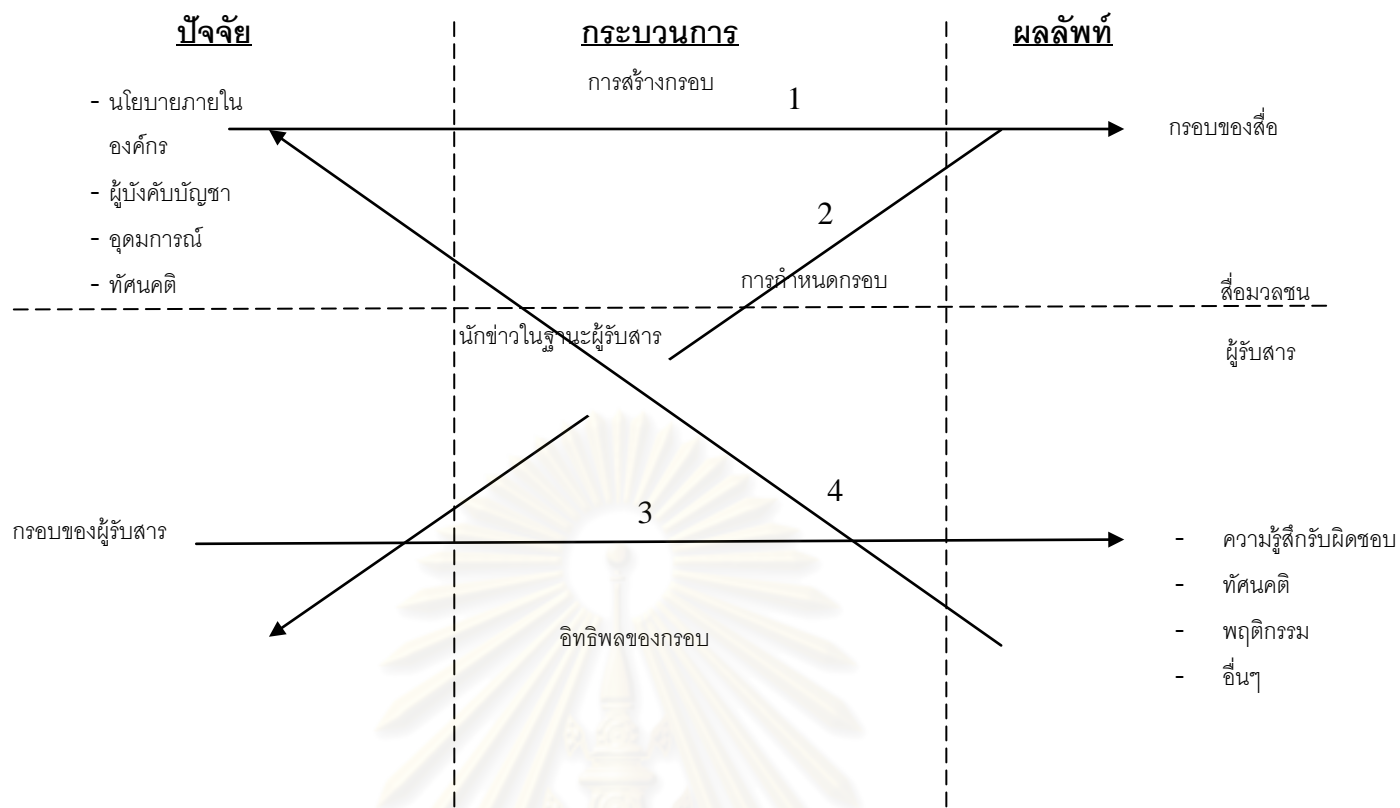 ปัจจัย
กระบวนการ
ผลลัพท์
การสร้างกรอบ
- นโยบายภายใน
องค์กร
- ผู้บังคับบัญชา
- อุดมการณ์
- ทัศนคติ
1
กรอบของสื่อ
2
การกำหนดกรอบ
สื่อมวลชน
นักข่าวในฐานะผู้รับสาร
ผู้รับสาร
3
4
กรอบของผู้รับสาร
- ความรู้สึกรับผิดชอบ
- ทัศนคติ
- พฤติกรรม
- อื่นๆ
อิทธิพลของกรอบ